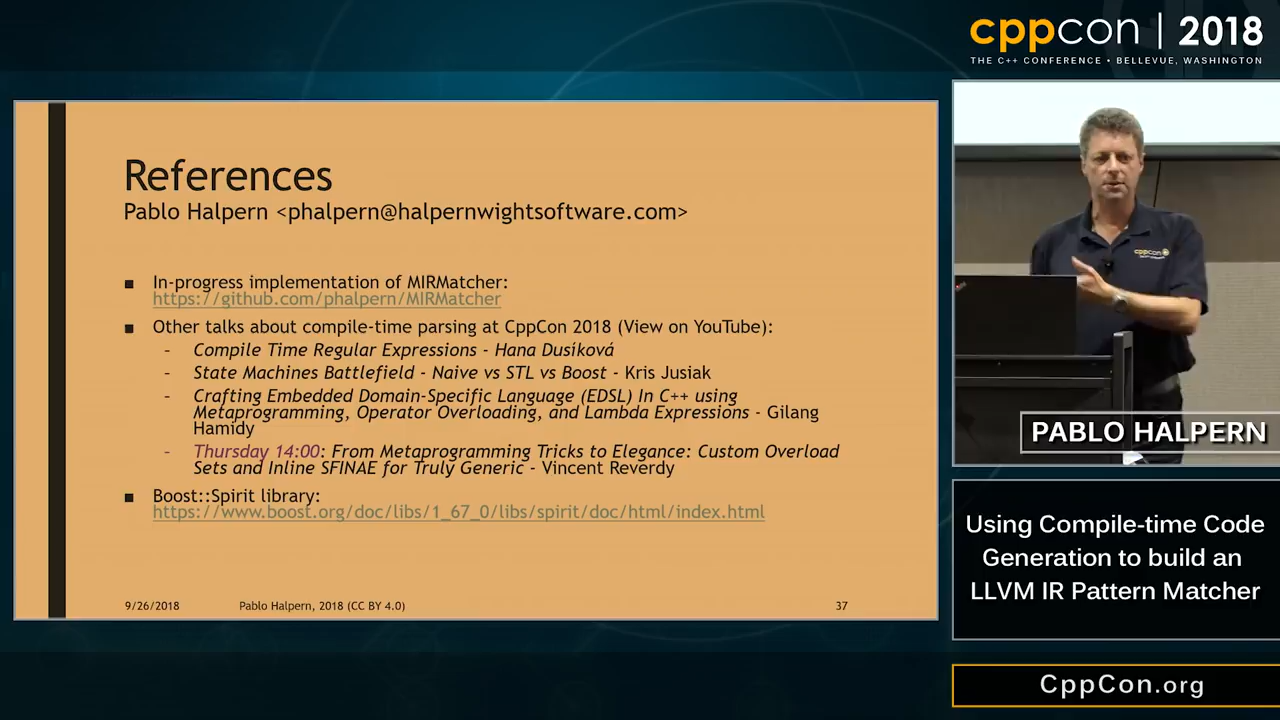 cppcon | 2018
THE C++ CONFERENCE • BELLEVUE, WASHINGTON
References
Pablo Halpern <phalpern@halpernwightsoftware.com>
■ In-progress implementation of MIRMatcher:
https://github.com/phalpern/MIRMatcher
■ Other talks about compile-time parsing at CppCon 2018 (View on YouTube):
– Compile Time Regular Expressions - Hana Dusíková
– State Machines Battlefield - Naive vs STL vs Boost - Kris Jusiak
– Crafting Embedded Domain-Specific Language (EDSL) In C++ using
Metaprogramming, Operator Overloading, and Lambda Expressions - Gilang
Hamidy
– Thursday 14:00: From Metaprogramming Tricks to Elegance: Custom Overload
Sets and Inline SFINAE for Truly Generic - Vincent Reverdy
■ Boost::Spirit library:
https://www.boost.org/doc/libs/1_67_0/libs/spirit/doc/html/index.html
9/26/2018 Pablo Halpern, 2018 (CC BY 4.0) 37
cppcon
PABLO HALPERN
Using Compile-time Code
Generation to build an
LLVM IR Pattern Matcher
CppCon.org